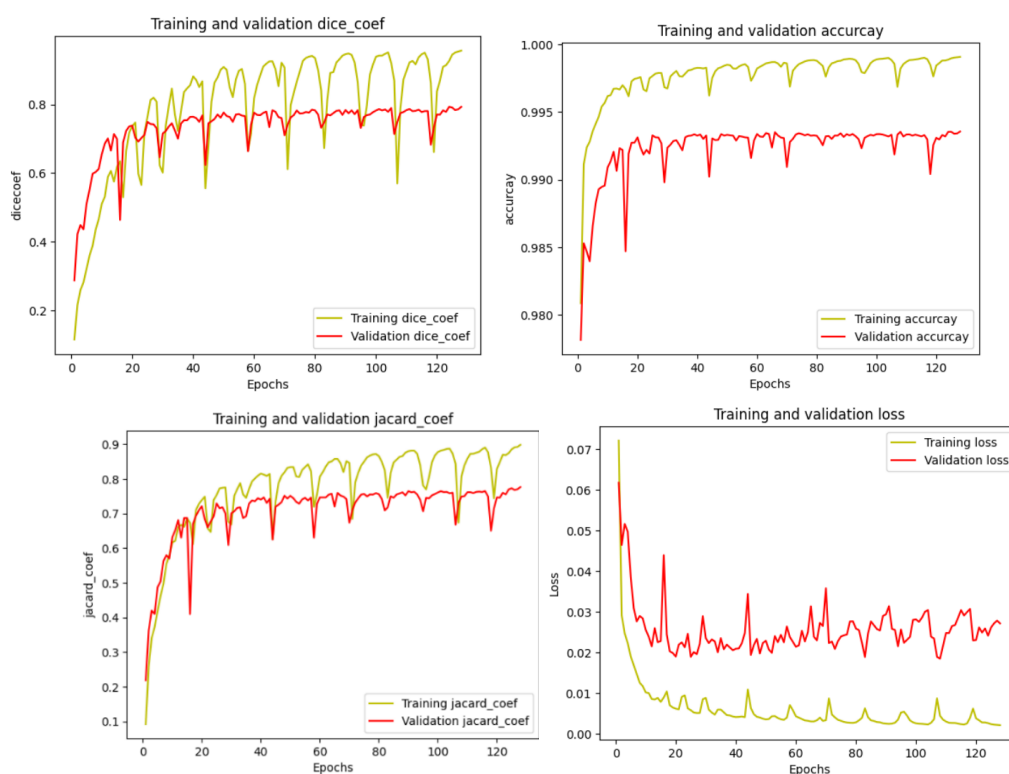 Training and validation dice_coef
dicecoef
0.8
0.6
0.4
0.2
Training dice_coef
Validation dice_coef
0 20 40 60 80 100 120
Epochs
Training and validation accurcay
accurcay
1.000
0.995
0.990
0.985
0.980
Training accurcay
Validation accurcay
0 20 40 60 80 100 120
Epochs
Training and validation jacard_coef
jacard_coef
0.9
0.8
0.7
0.6
0.5
0.4
0.3
0.2
0.1
Training jacard_coef
Validation jacard_coef
0 20 40 60 80 100 120
Epochs
Training and validation loss
Loss
0.07
0.06
0.05
0.04
0.03
0.02
0.01
0.00
Training loss
Validation loss
0 20 40 60 80 100 120
Epochs